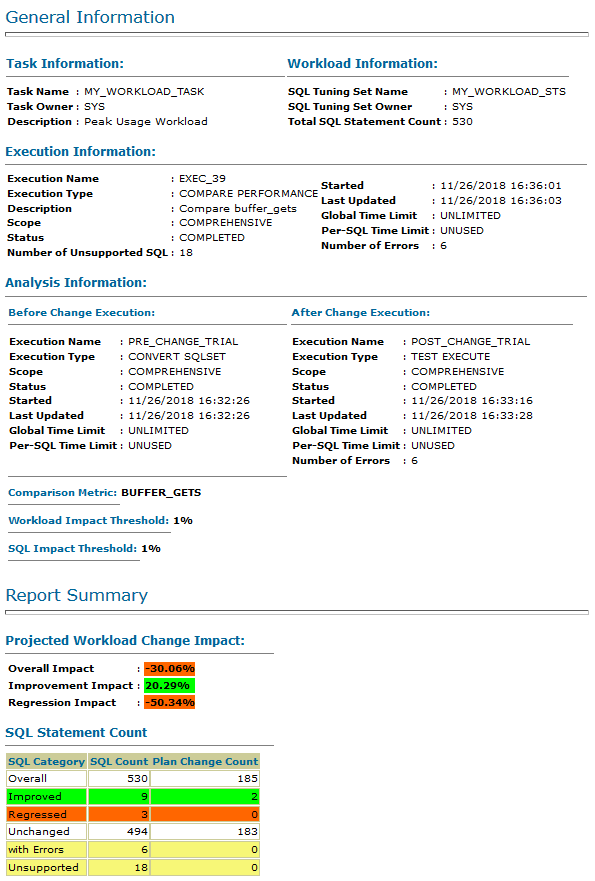 General Information
Task Information:
Task Name : MY_WORKLOAD_TASK
Task Owner : SYS
Description : Peak Usage Workload
Workload Information:
SQL Tuning Set Name : MY_WORKLOAD_STS
SQL Tuning Set Owner : SYS
Total SQL Statement Count : 530
Execution Information:
Execution Name : EXEC_39
Execution Type : COMPARE PERFORMANCE
Description : Compare buffer_gets
Scope : COMPREHENSIVE
Status : COMPLETED
Number of Unsupported SQL : 18
Started : 11/26/2018 16:36:01
Last Updated : 11/26/2018 16:36:03
Global Time Limit : UNLIMITED
Per-SQL Time Limit : UNUSED
Number of Errors : 6
Analysis Information:
Before Change Execution:
Execution Name : PRE_CHANGE_TRIAL
Execution Type : CONVERT SQLSET
Scope : COMPREHENSIVE
Status : COMPLETED
Started : 11/26/2018 16:32:26
Last Updated : 11/26/2018 16:32:26
Global Time Limit : UNLIMITED
Per-SQL Time Limit : UNUSED
After Change Execution:
Execution Name : POST_CHANGE_TRIAL
Execution Type : TEST EXECUTE
Scope : COMPREHENSIVE
Status : COMPLETED
Started : 11/26/2018 16:33:16
Last Updated : 11/26/2018 16:33:28
Global Time Limit : UNLIMITED
Per-SQL Time Limit : UNUSED
Number of Errors : 6
Comparison Metric: BUFFER_GETS
Workload Impact Threshold: 1%
SQL Impact Threshold: 1%
Report Summary
Projected Workload Change Impact:
Overall Impact : -30.06%
Improvement Impact : 20.29%
Regression Impact : -50.34%
SQL Statement Count
SQL Category SQL Count Plan Change Count
Overall 530 185
Improved 9 2
Regressed 3 0
Unchanged 494 183
with Errors 6 0
Unsupported 18 0